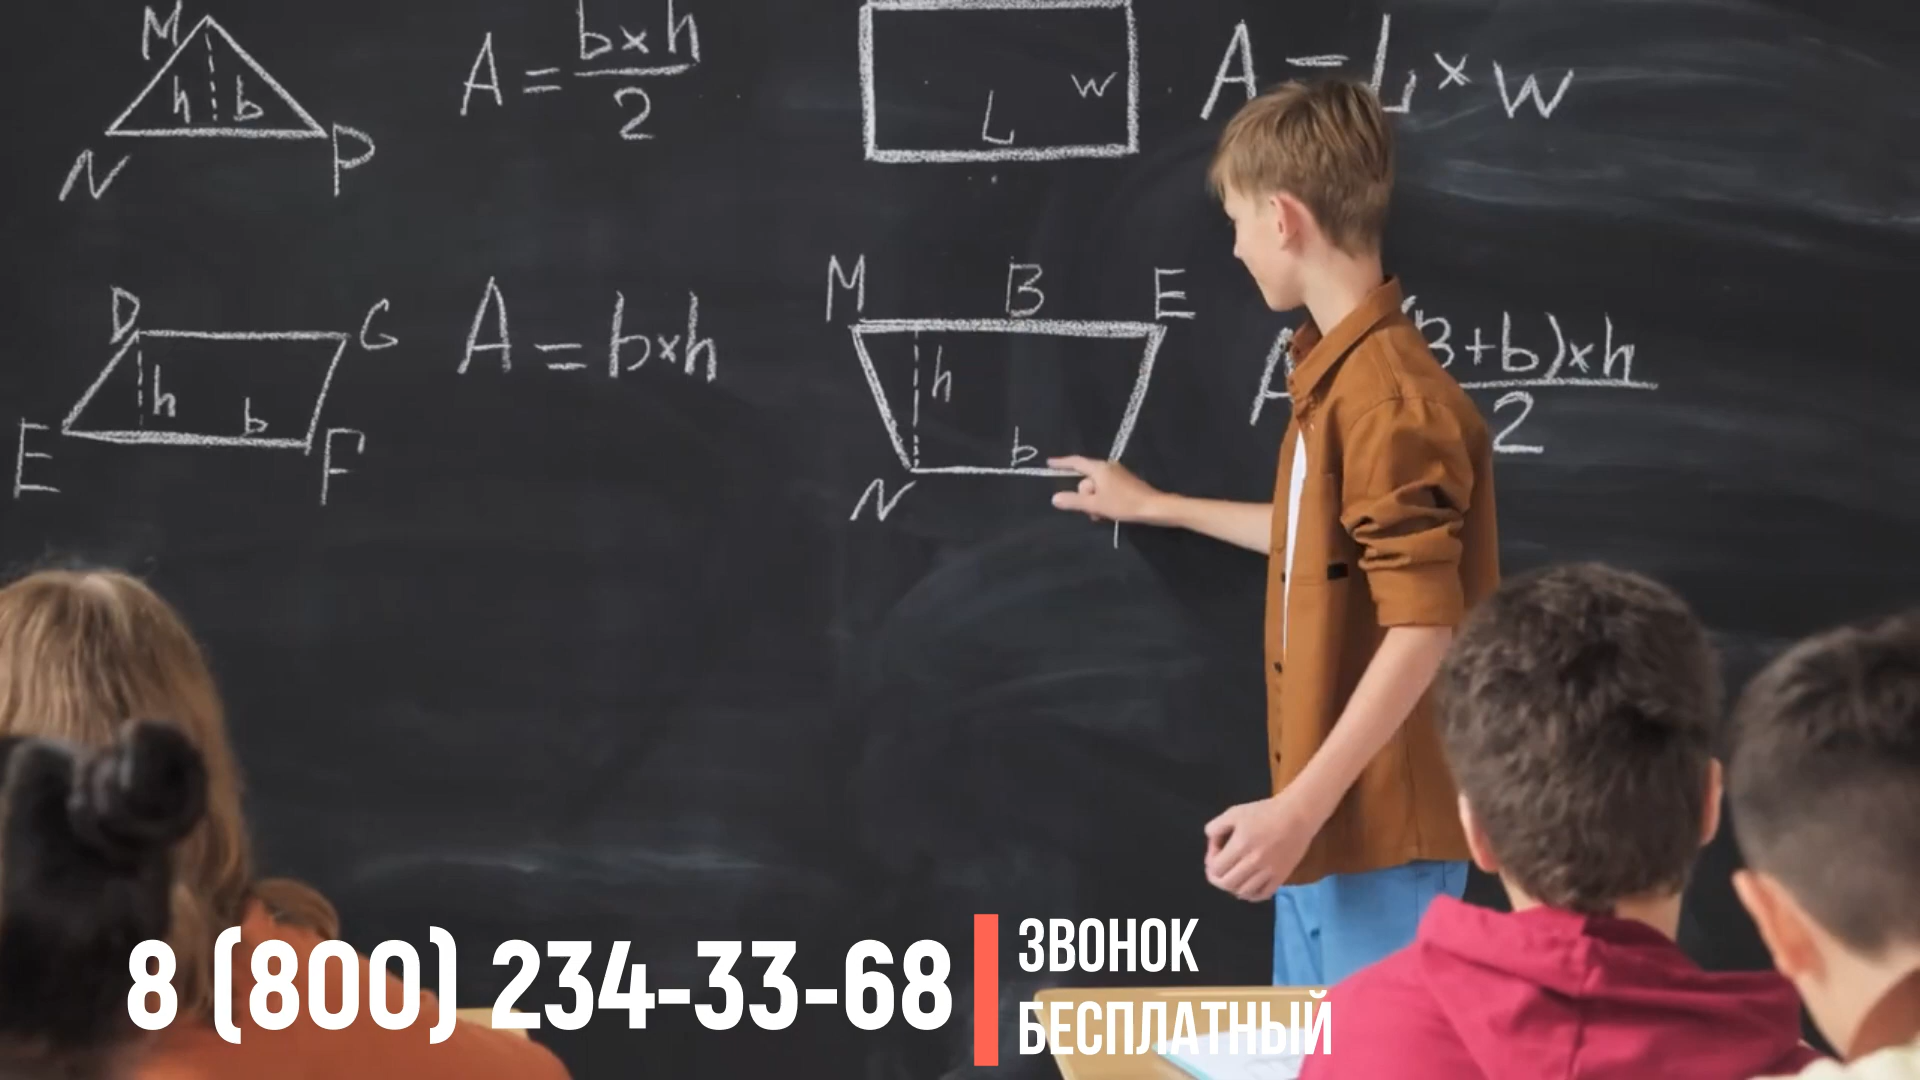 M
h b
N P
A = b×h / 2
L w
A = L × w
D G
h b
E F
A = b×h
M B E
h
b
N
+b)×h / 2
8 (800) 234-33-68
ЗВОНОК
БЕСПЛАТНЫЙ